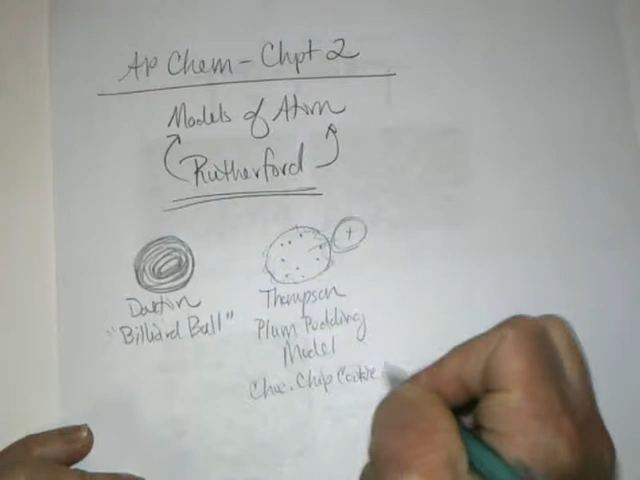 AP Chem - Chpt 2
Models of Atom
Rutherford
+
Dalton
"Billiard Ball"
Thompson
Plum Pudding
Model
Choc. Chip Cookie